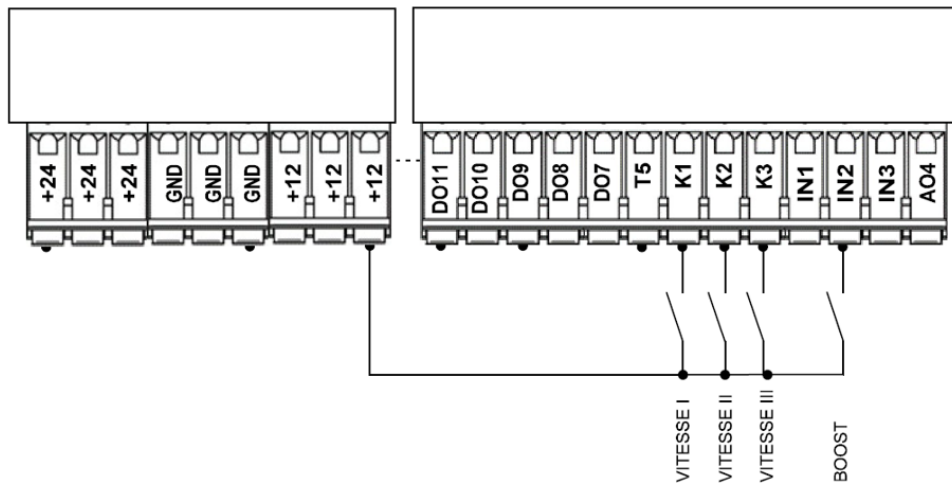 +24
+24
+24
GND
GND
GND
+12
+12
+12
DO11
DO10
DO9
DO8
DO7
T5
K1
K2
K3
IN1
IN2
IN3
AO4
VITESSE I
VITESSE II
VITESSE III
BOOST